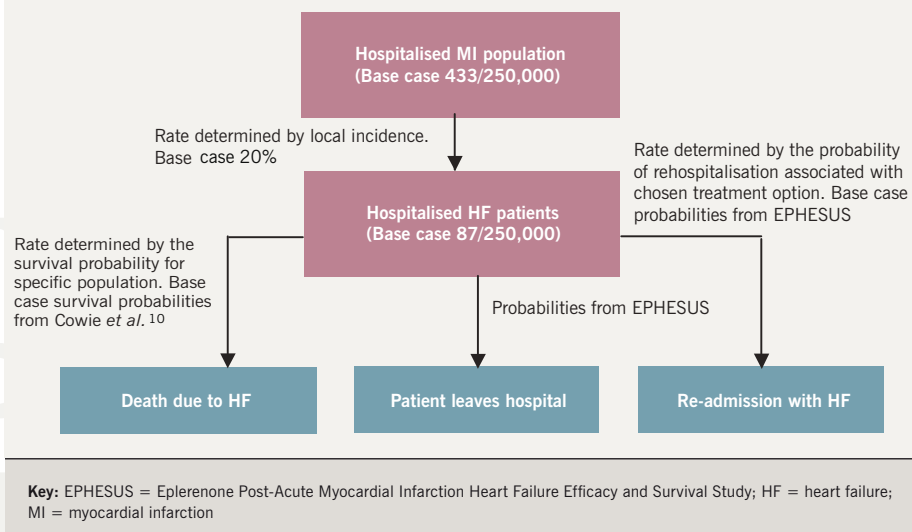 Hospitalised MI population
(Base case 433/250,000)
Rate determined by local incidence.
Base case 20%
Rate determined by the probability
of rehospitalisation associated with
chosen treatment option. Base case
probabilities from EPHESUS
Hospitalised HF patients
(Base case 87/250,000)
Rate determined by the
survival probability for
specific population. Base
case survival probabilities
from Cowie et al. 10
Probabilities from EPHESUS
Death due to HF
Patient leaves hospital
Re-admission with HF
Key: EPHESUS = Eplerenone Post-Acute Myocardial Infarction Heart Failure Efficacy and Survival Study; HF = heart failure;
MI = myocardial infarction